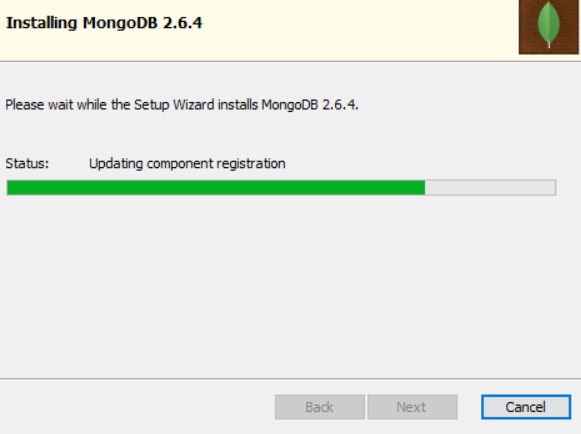 Installing MongoDB 2.6.4
Please wait while the Setup Wizard installs MongoDB 2.6.4.
Status: Updating component registration
Back Next Cancel